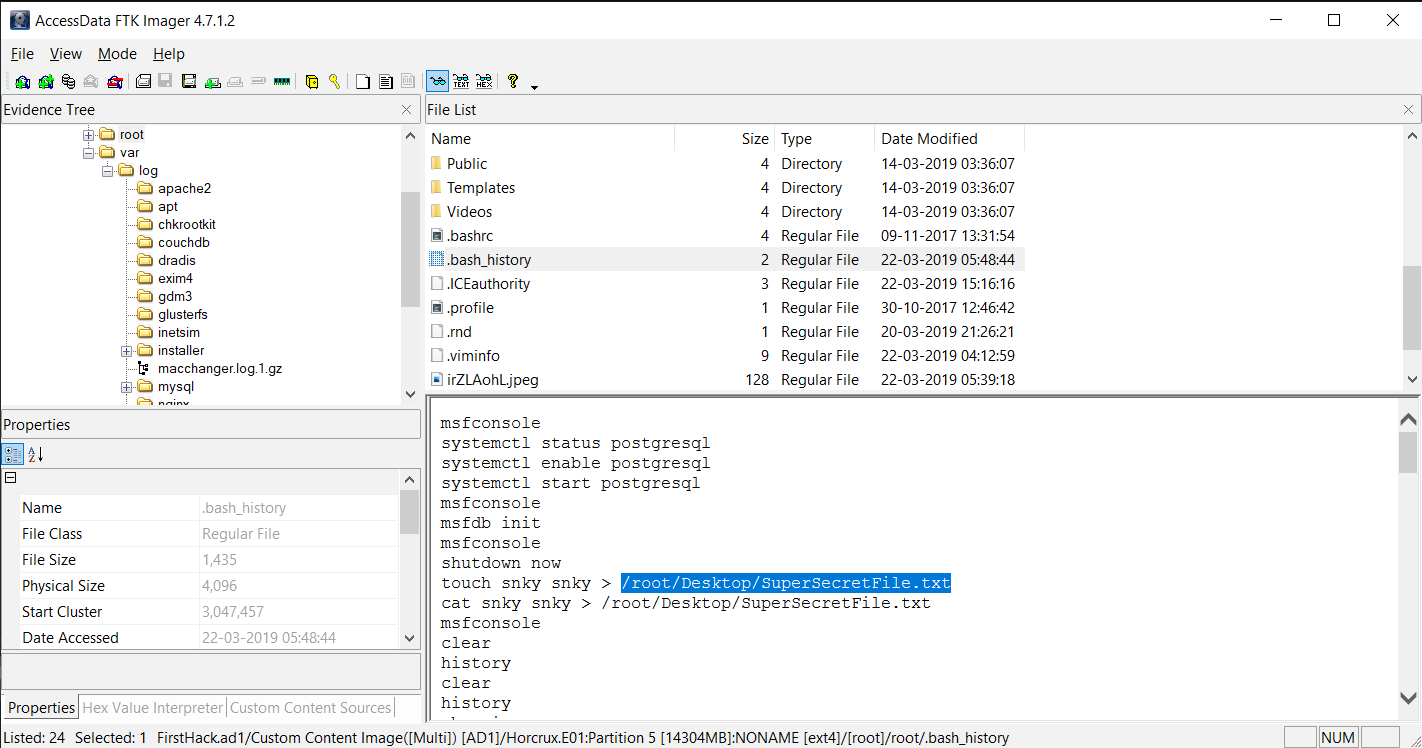 AccessData FTK Imager 4.7.1.2
File View Mode Help
Evidence Tree
root
var
log
apache2
apt
chkrootkit
couchdb
dradis
exim4
gdm3
glusterfs
inetsim
installer
macchanger.log.1.gz
mysql
nginx
File List
Name Size Type Date Modified
Public 4 Directory 14-03-2019 03:36:07
Templates 4 Directory 14-03-2019 03:36:07
Videos 4 Directory 14-03-2019 03:36:07
.bashrc 4 Regular File 09-11-2017 13:31:54
.bash_history 2 Regular File 22-03-2019 05:48:44
.ICEauthority 3 Regular File 22-03-2019 15:16:16
.profile 1 Regular File 30-10-2017 12:46:42
.rnd 1 Regular File 20-03-2019 21:26:21
.viminfo 9 Regular File 22-03-2019 04:12:59
irZLAohL.jpeg 128 Regular File 22-03-2019 05:39:18
Properties
Name .bash_history
File Class Regular File
File Size 1,435
Physical Size 4,096
Start Cluster 3,047,457
Date Accessed 22-03-2019 05:48:44
Properties Hex Value Interpreter Custom Content Sources
msfconsole
systemctl status postgresql
systemctl enable postgresql
systemctl start postgresql
msfconsole
msfdb init
msfconsole
shutdown now
touch snky snky > /root/Desktop/SuperSecretFile.txt
cat snky snky > /root/Desktop/SuperSecretFile.txt
msfconsole
clear
history
clear
history
Listed: 24 Selected: 1 FirstHack.ad1/Custom Content Image([Multi]) [AD1]/Horcrux.E01:Partition 5 [14304MB]:NONAME [ext4]/[root]/root/.bash_history NUM